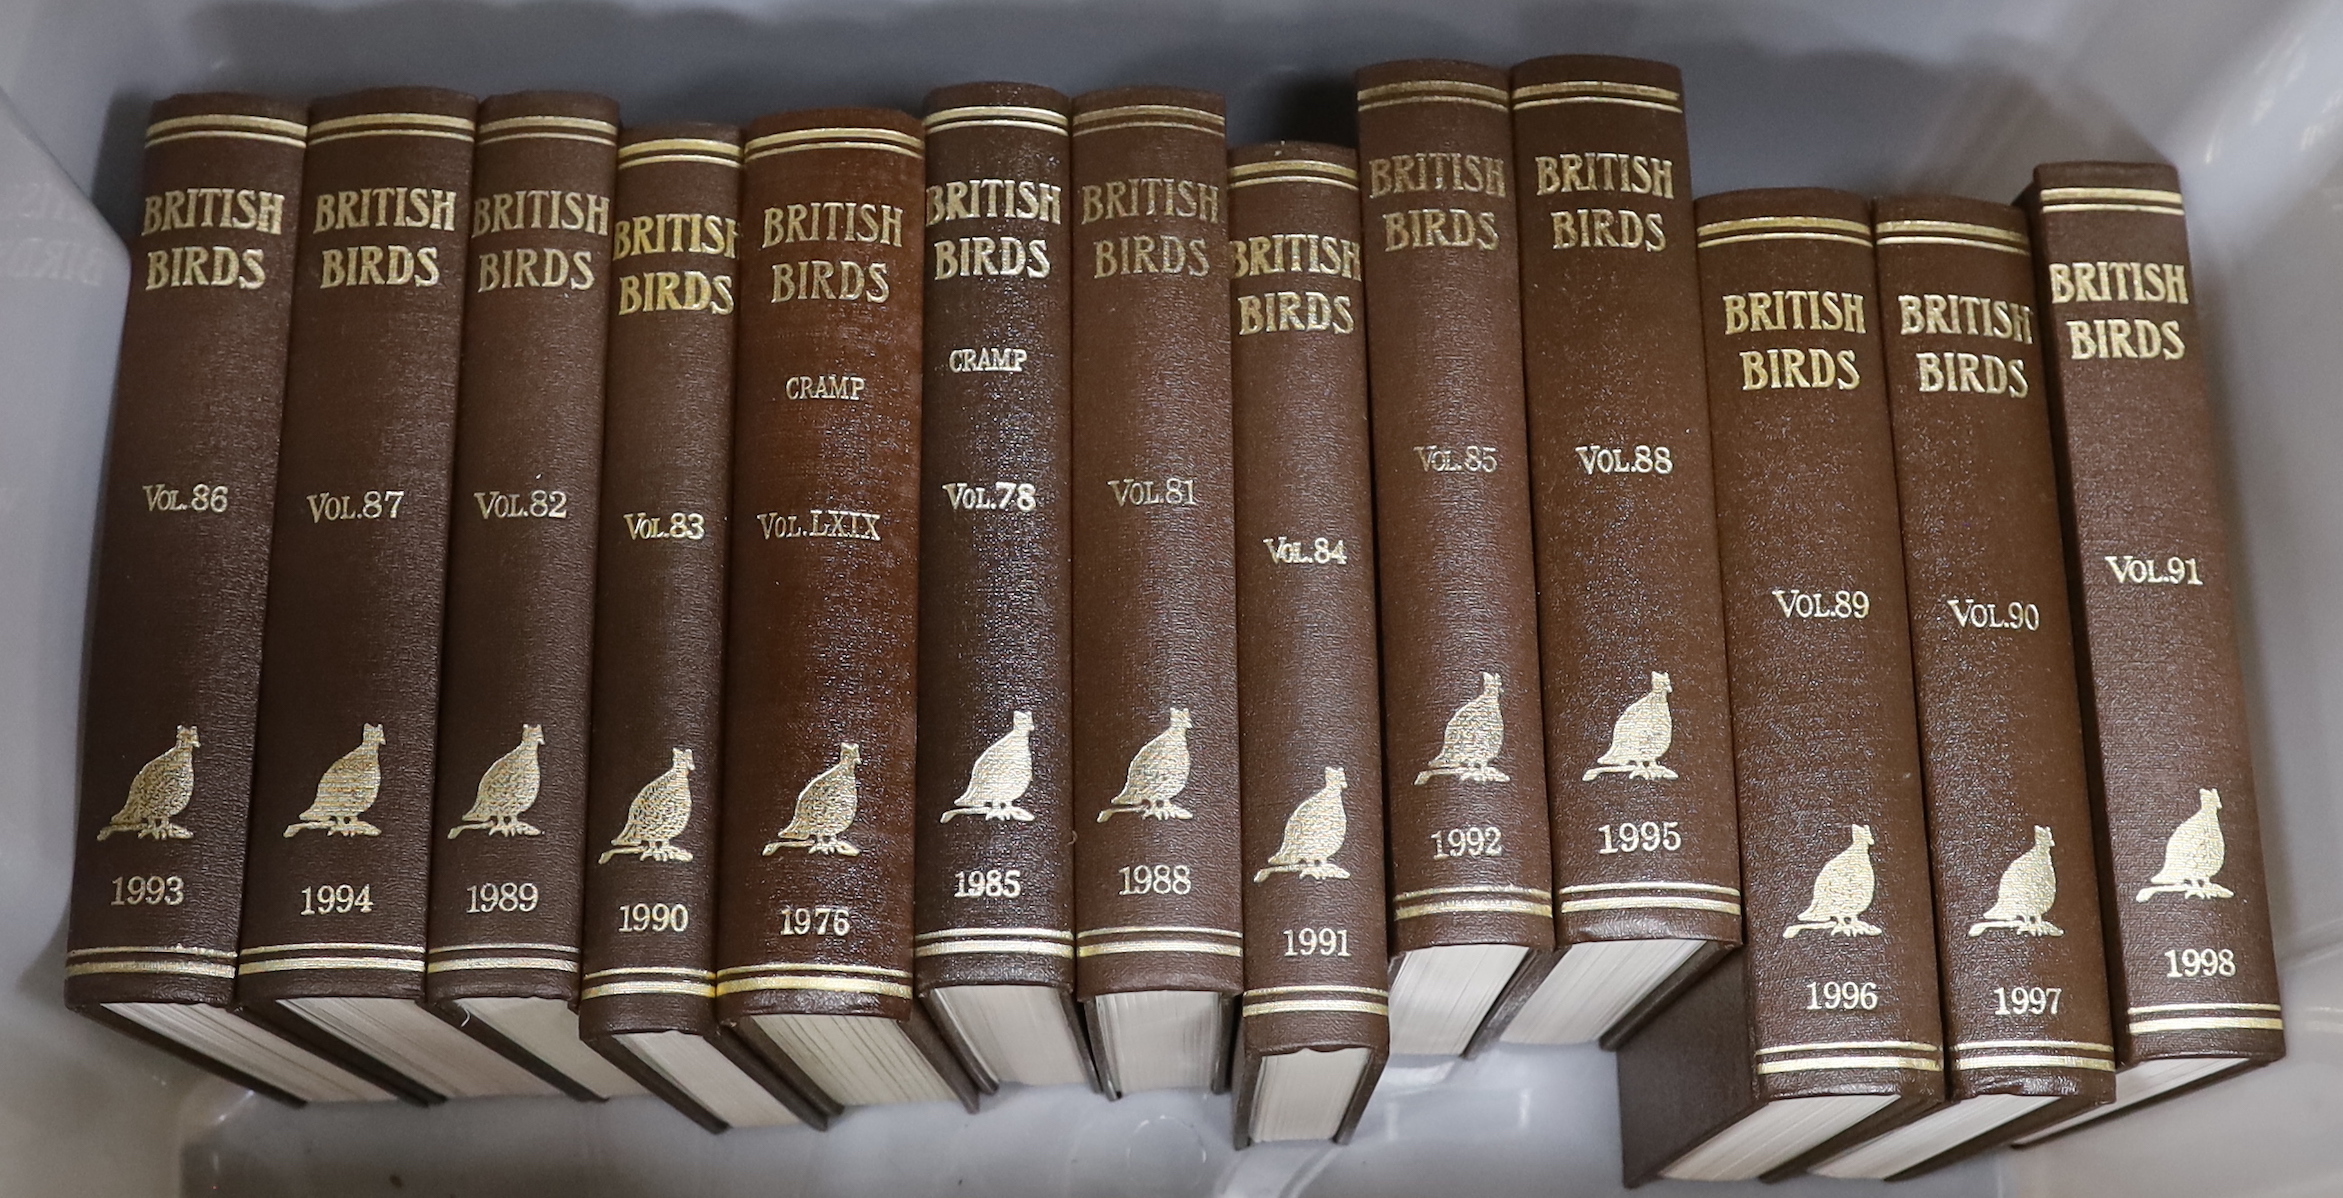 BRITISH
BIRDS
VOL.86
1993
BRITISH
BIRDS
VOL.87
1994
BRITISH
BIRDS
VOL.82
1989
BRITISH
BIRDS
VOL.83
1990
BRITISH
BIRDS
CRAMP
VOL.LXIX
1976
BRITISH
BIRDS
CRAMP
VOL.78
1985
BRITISH
BIRDS
VOL.81
1988
BRITISH
BIRDS
VOL.84
1991
BRITISH
BIRDS
VOL.85
1992
BRITISH
BIRDS
VOL.88
1995
BRITISH
BIRDS
VOL.89
1996
BRITISH
BIRDS
VOL.90
1997
BRITISH
BIRDS
VOL.91
1998